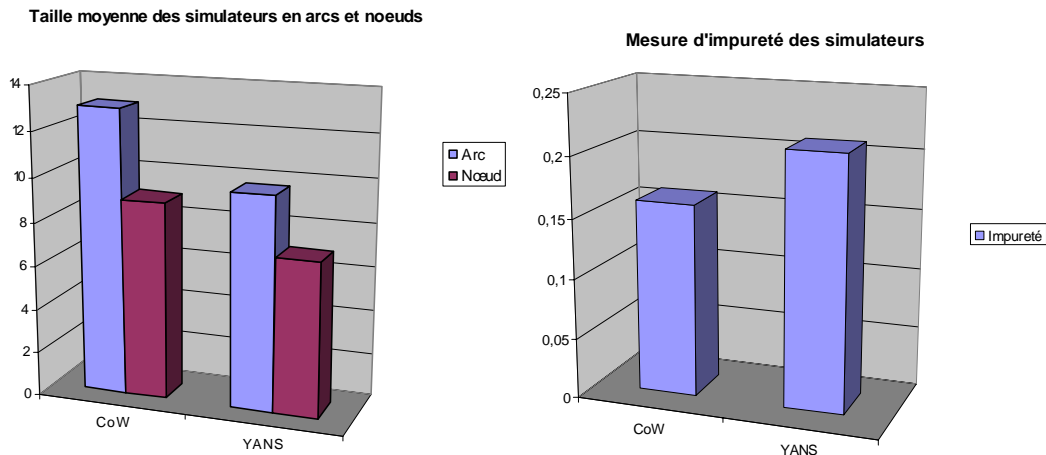 Taille moyenne des simulateurs en arcs et noeuds
14
12
10
8
6
4
2
0
CoW
YANS
Arc
Nœud
Mesure d'impureté des simulateurs
0,25
0,2
0,15
0,1
0,05
0
CoW
YANS
Impureté